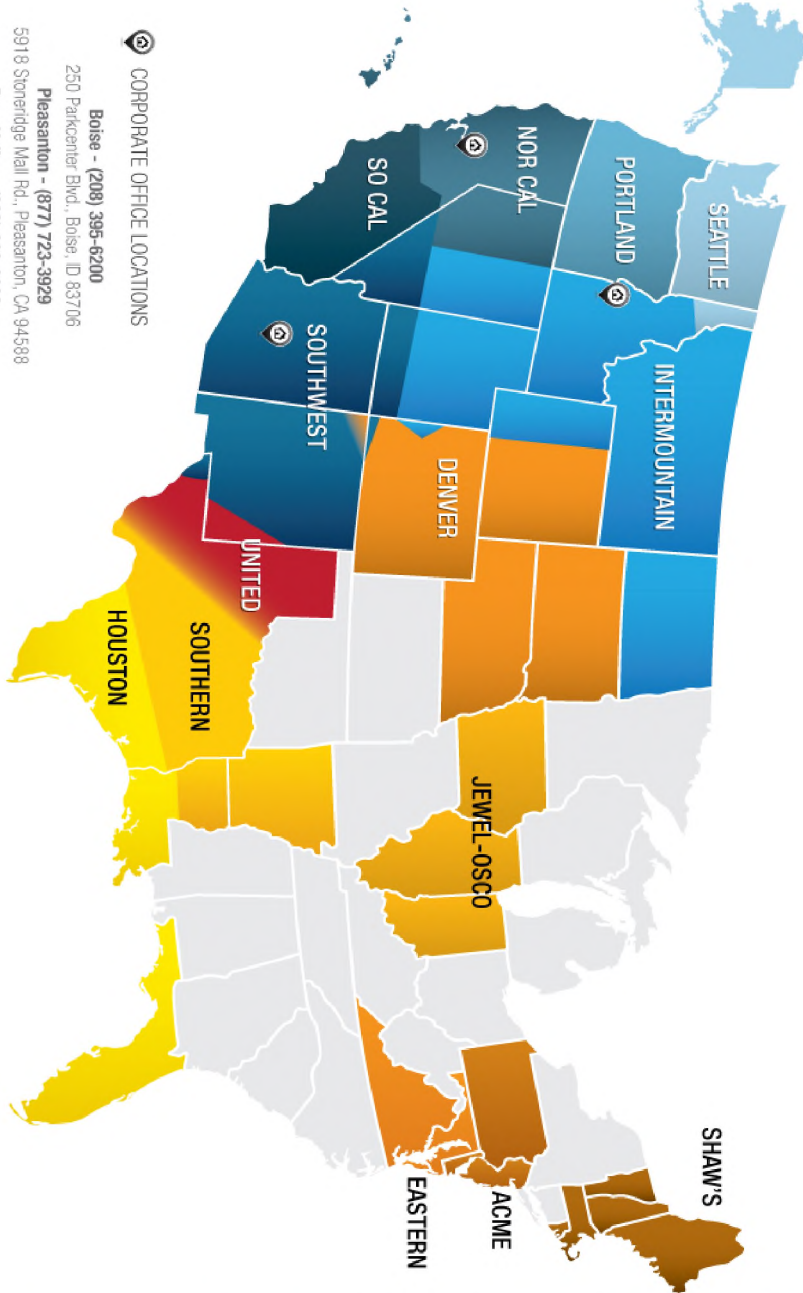 SEATTLE
PORTLAND
NOR CAL
SO CAL
INTERMOUNTAIN
SOUTHWEST
DENVER
UNITED
SOUTHERN
HOUSTON
JEWEL-OSCO
SHAW'S
ACME
EASTERN
CORPORATE OFFICE LOCATIONS
Boise - (208) 395-6200
250 Parkcenter Blvd., Boise, ID 83706
Pleasanton - (877) 723-3929
5918 Stoneridge Mall Rd., Pleasanton, CA 94588